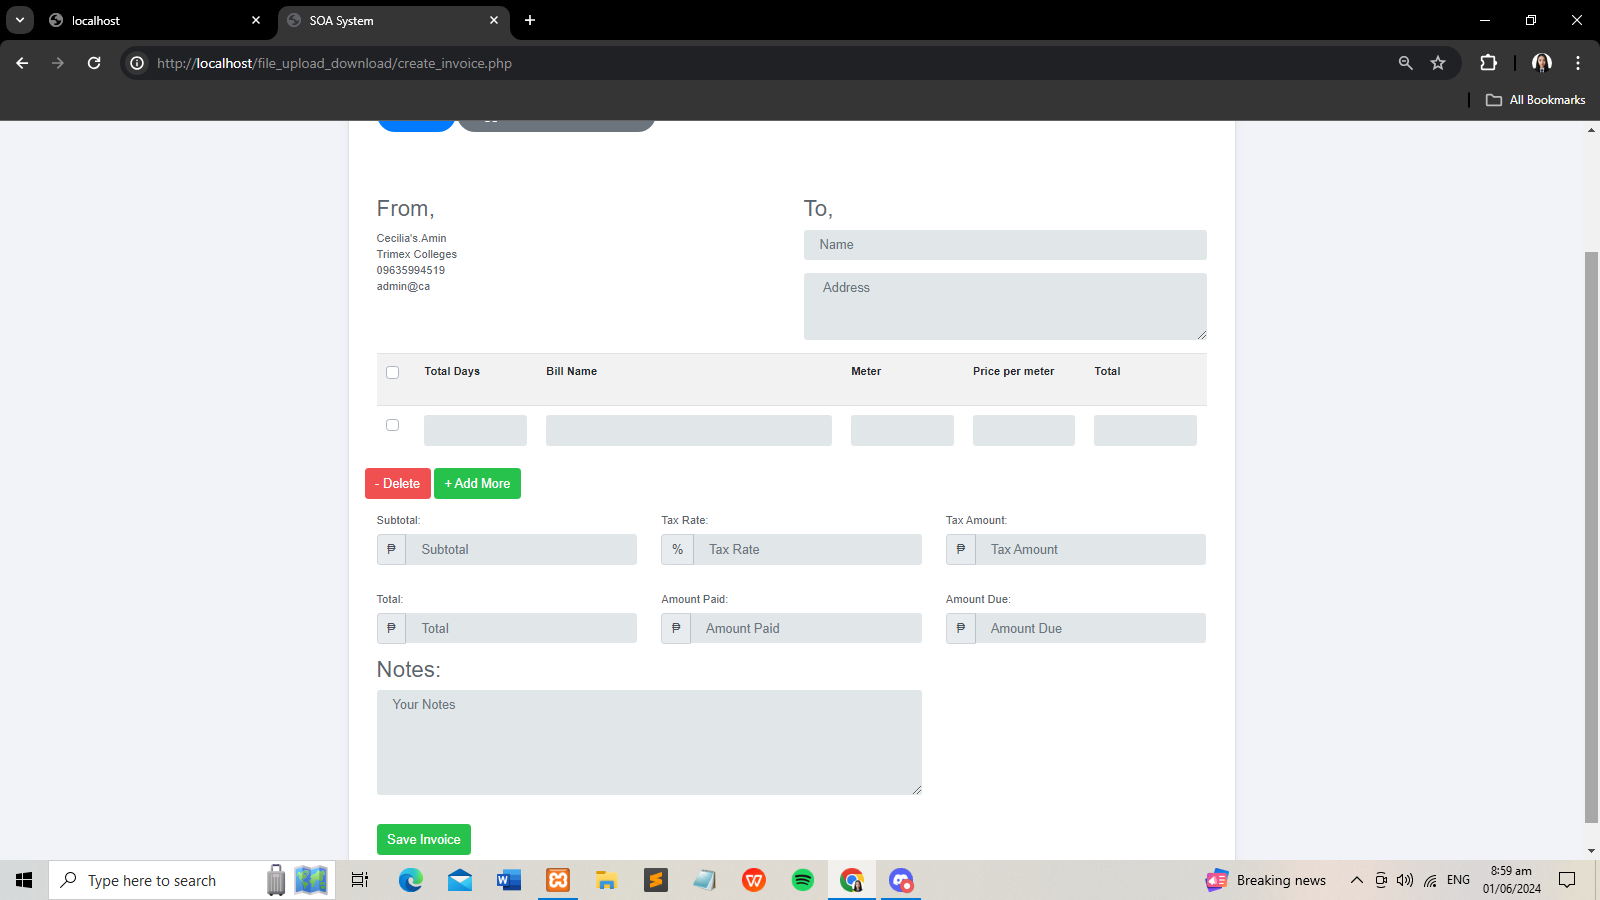 localhost
SOA System
http://localhost/file_upload_download/create_invoice.php
All Bookmarks
From,
To,
Cecilia's.Amin
Trimex Colleges
09635994519
admin@ca
Name
Address
Total Days Bill Name Meter Price per meter Total
- Delete + Add More
Subtotal: Tax Rate: Tax Amount:
₱ Subtotal % Tax Rate ₱ Tax Amount
Total: Amount Paid: Amount Due:
₱ Total ₱ Amount Paid ₱ Amount Due
Notes:
Your Notes
Save Invoice
Type here to search
Breaking news
ENG
8:59 am
01/06/2024